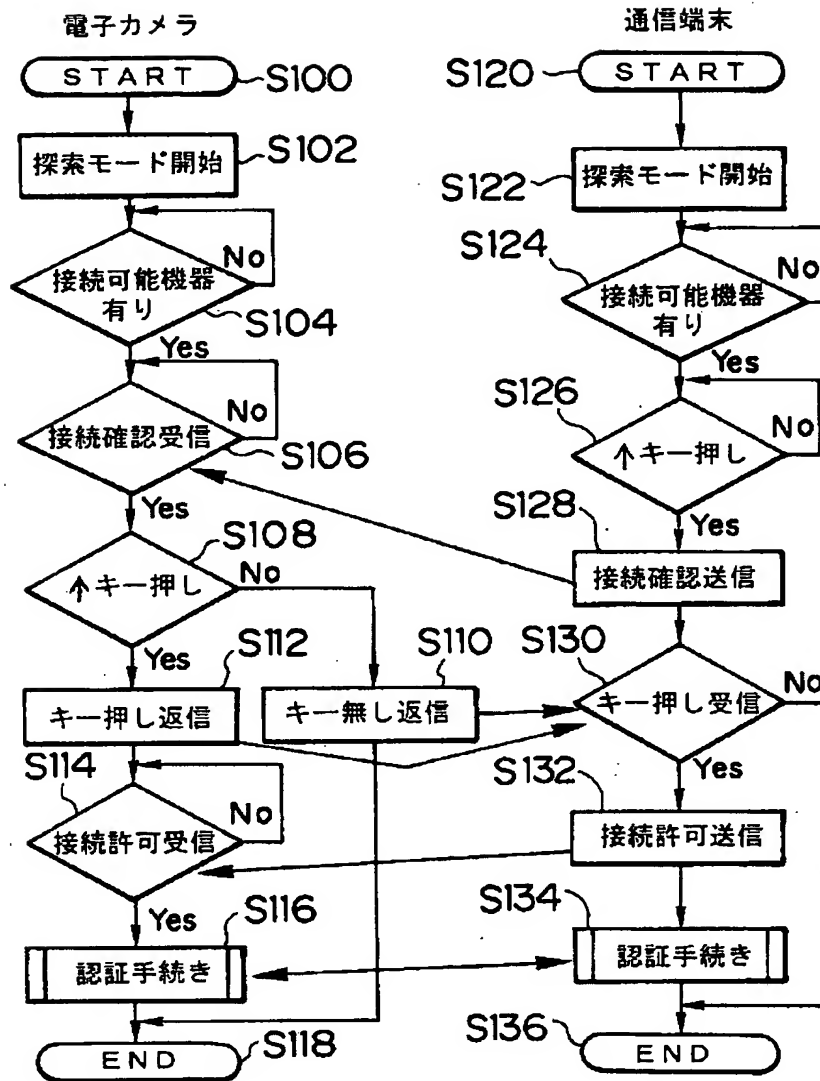 電子カメラ
START
S100
探索モード開始
S102
接続可能機器
有り
No
S104
Yes
接続確認受信
No
S106
Yes
S108
↑キー押し
No
Yes
S112
キー押し返信
S110
キー無し返信
S114
接続許可受信
No
Yes
S116
認証手続き
END
S118
通信端末
S120
START
S122
探索モード開始
S124
接続可能機器
有り
No
Yes
S126
↑キー押し
No
Yes
S128
接続確認送信
S130
キー押し受信
No
Yes
S132
接続許可送信
S134
認証手続き
S136
END